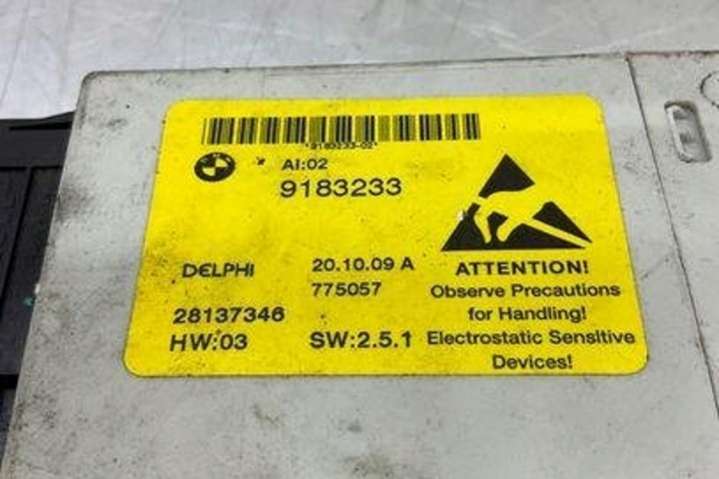 *9183233-02*
AI:02
9183233
DELPHI
20.10.09 A
775057
28137346
HW:03
SW:2.5.1
ATTENTION!
Observe Precautions
for Handling!
Electrostatic Sensitive
Devices!